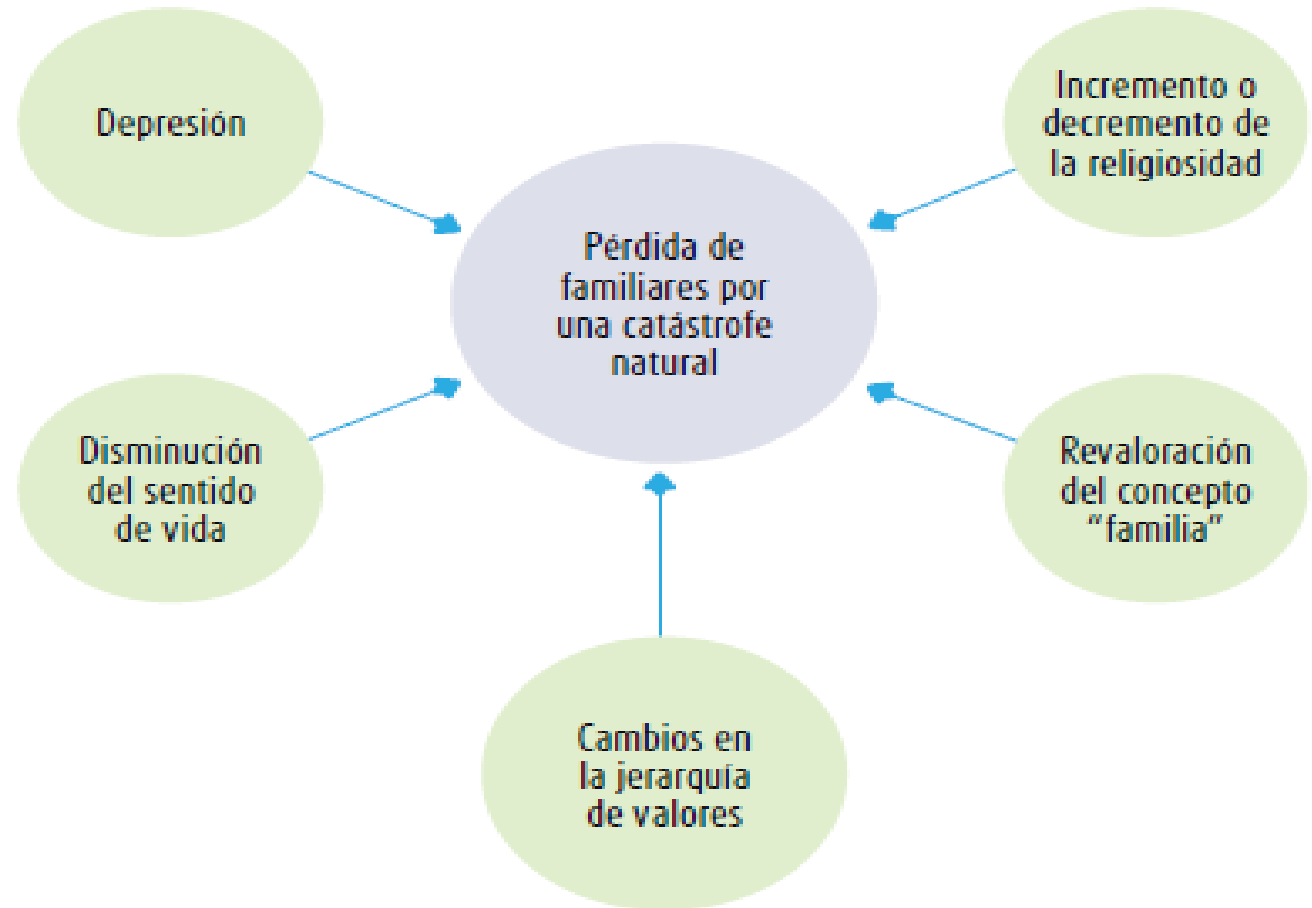 Depresión
Incremento o
decremento de
la religiosidad
Pérdida de
familiares por
una catástrofe
natural
Disminución
del sentido
de vida
Revaloración
del concepto
“familia”
Cambios en
la jerarquía
de valores